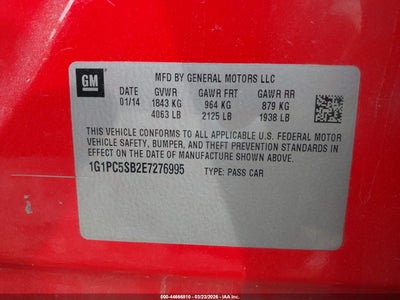 GM
MFD BY GENERAL MOTORS LLC
DATE GVWR GAWR FRT GAWR RR
01/14 1843 KG 964 KG 879 KG
4063 LB 2125 LB 1938 LB
THIS VEHICLE CONFORMS TO ALL APPLICABLE U.S. FEDERAL MOTOR
VEHICLE SAFETY, BUMPER, AND THEFT PREVENTION STANDARDS
IN EFFECT ON THE DATE OF MANUFACTURE SHOWN ABOVE.
1G1PC5SB2E7276995 TYPE: PASS CAR
000-44668810 | 03/23/2026 — IAA Inc.